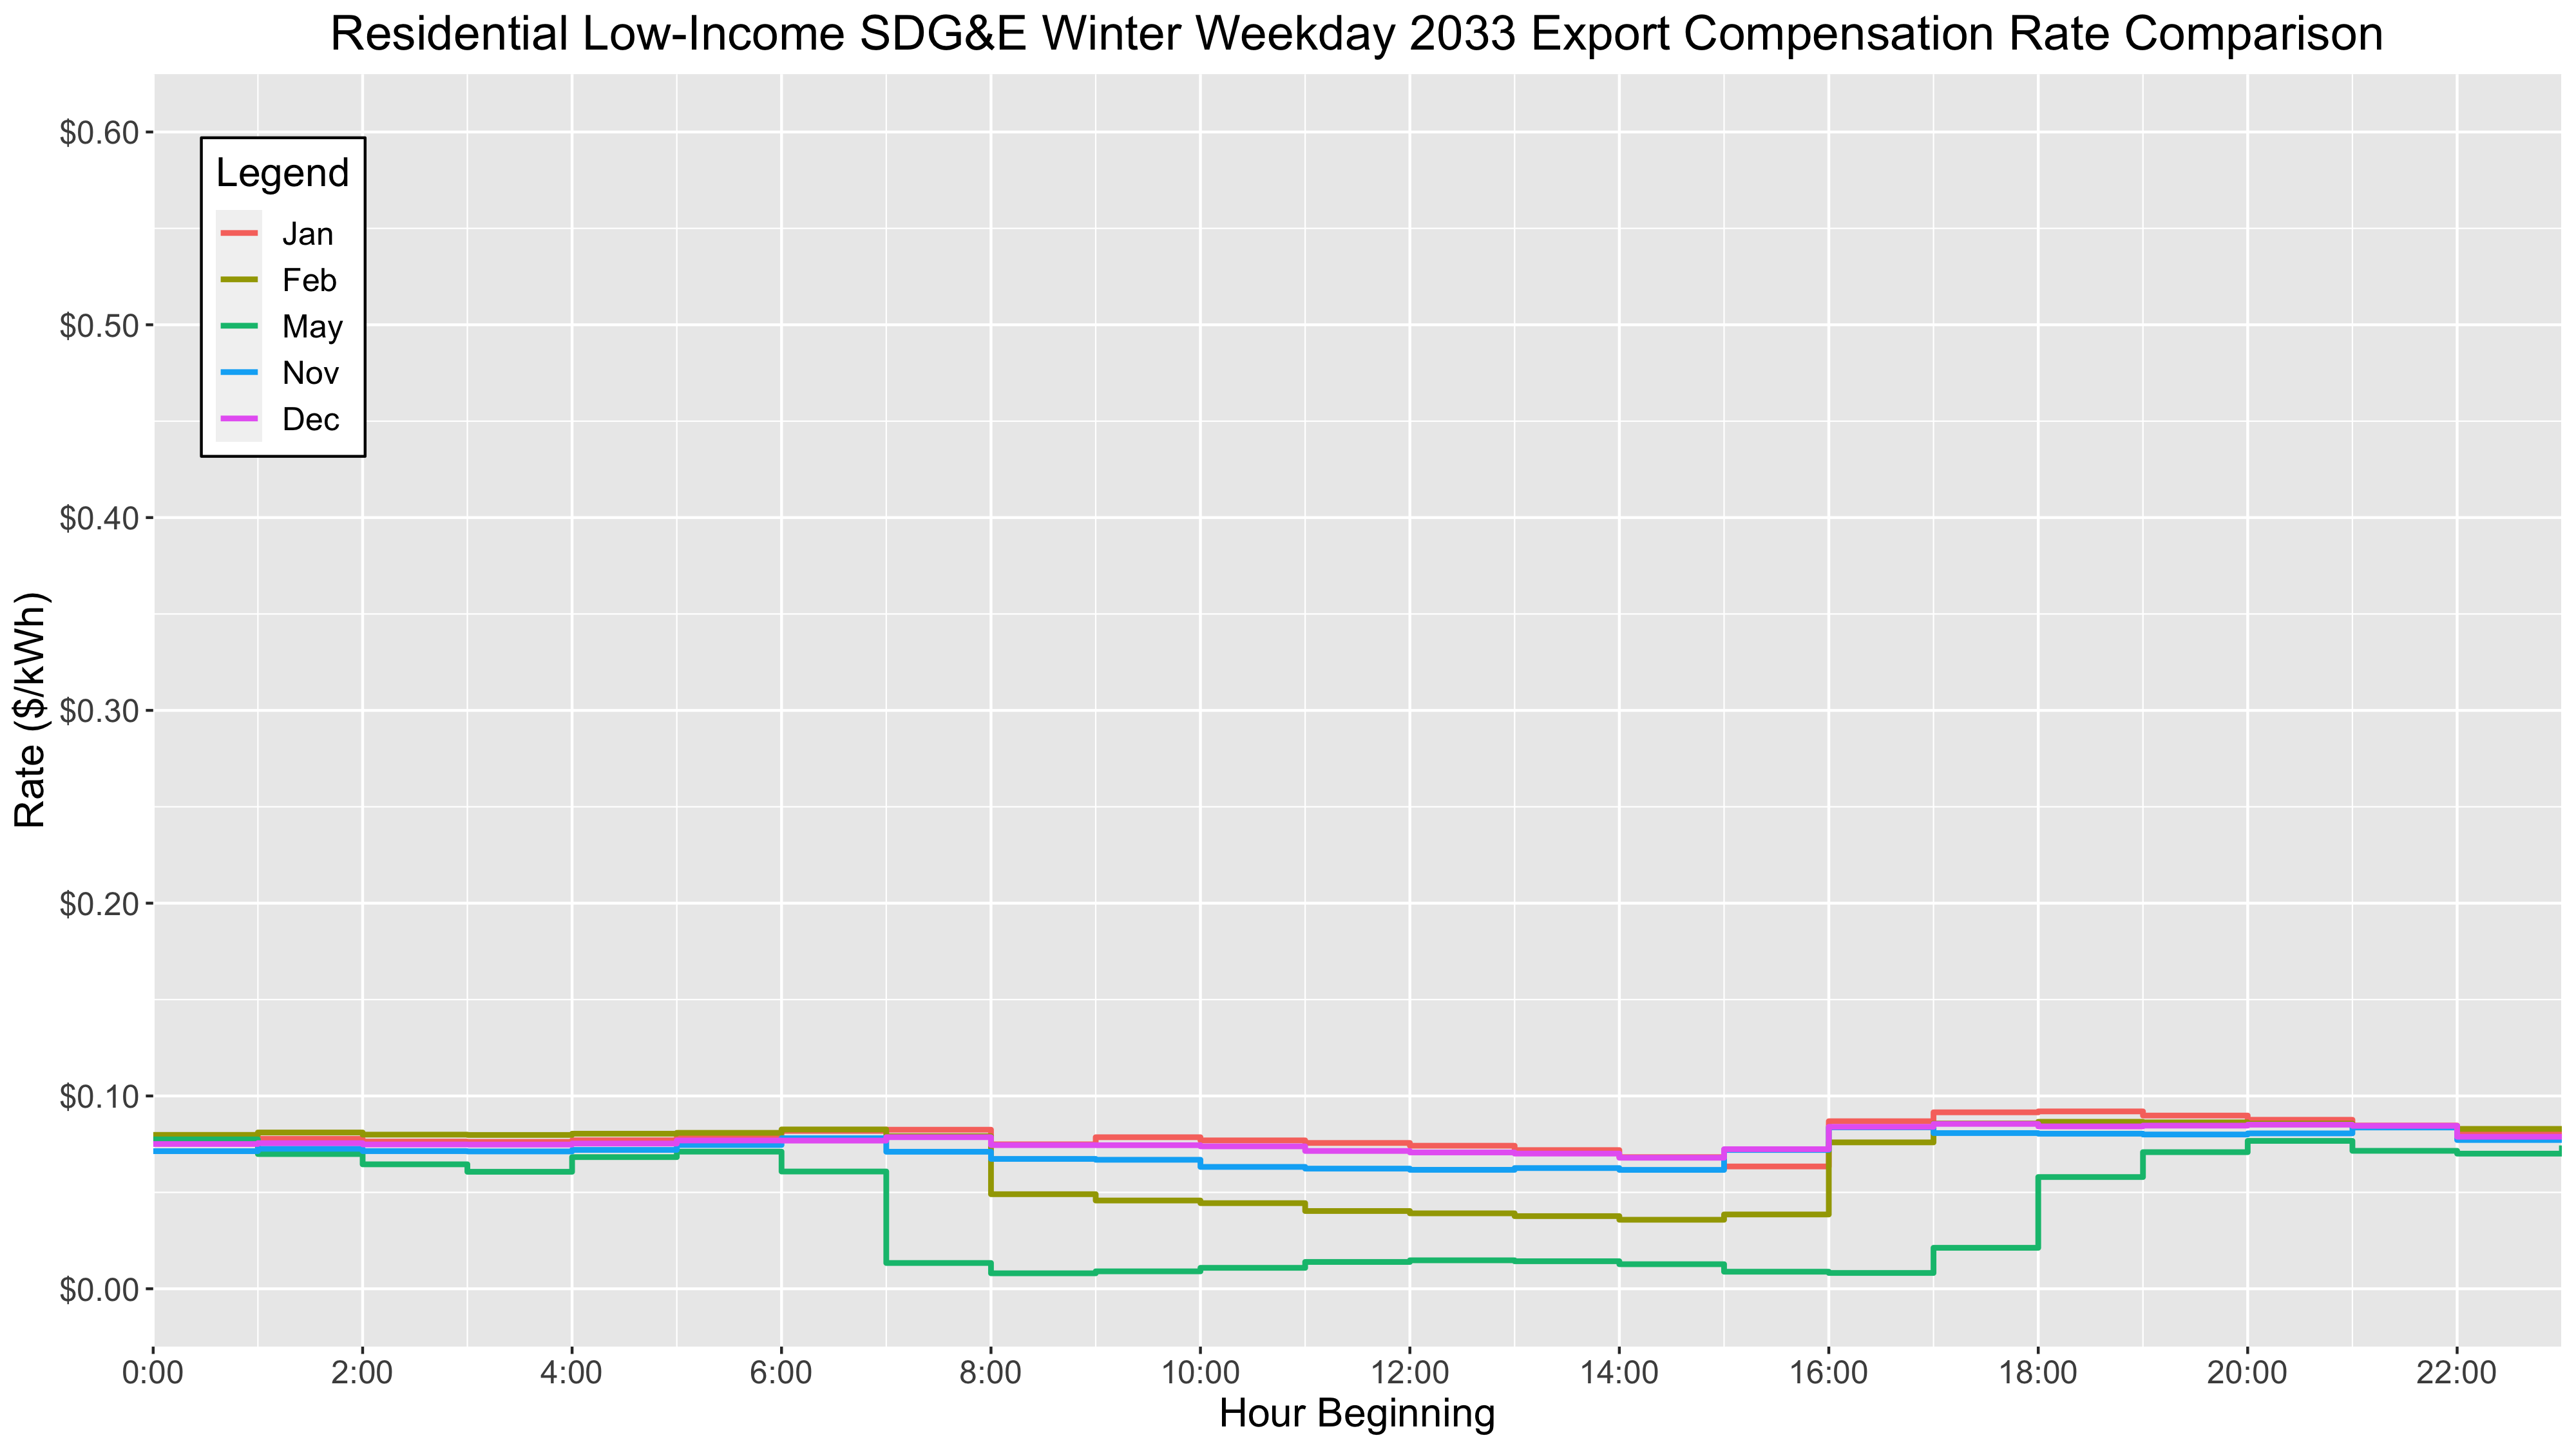 Residential Low-Income SDG&E Winter Weekday 2033 Export Compensation Rate Comparison
$0.60
$0.50
$0.40
$0.30
$0.20
$0.10
$0.00
Rate ($/kWh)
Legend
Jan
Feb
May
Nov
Dec
0:00 2:00 4:00 6:00 8:00 10:00 12:00 14:00 16:00 18:00 20:00 22:00
Hour Beginning